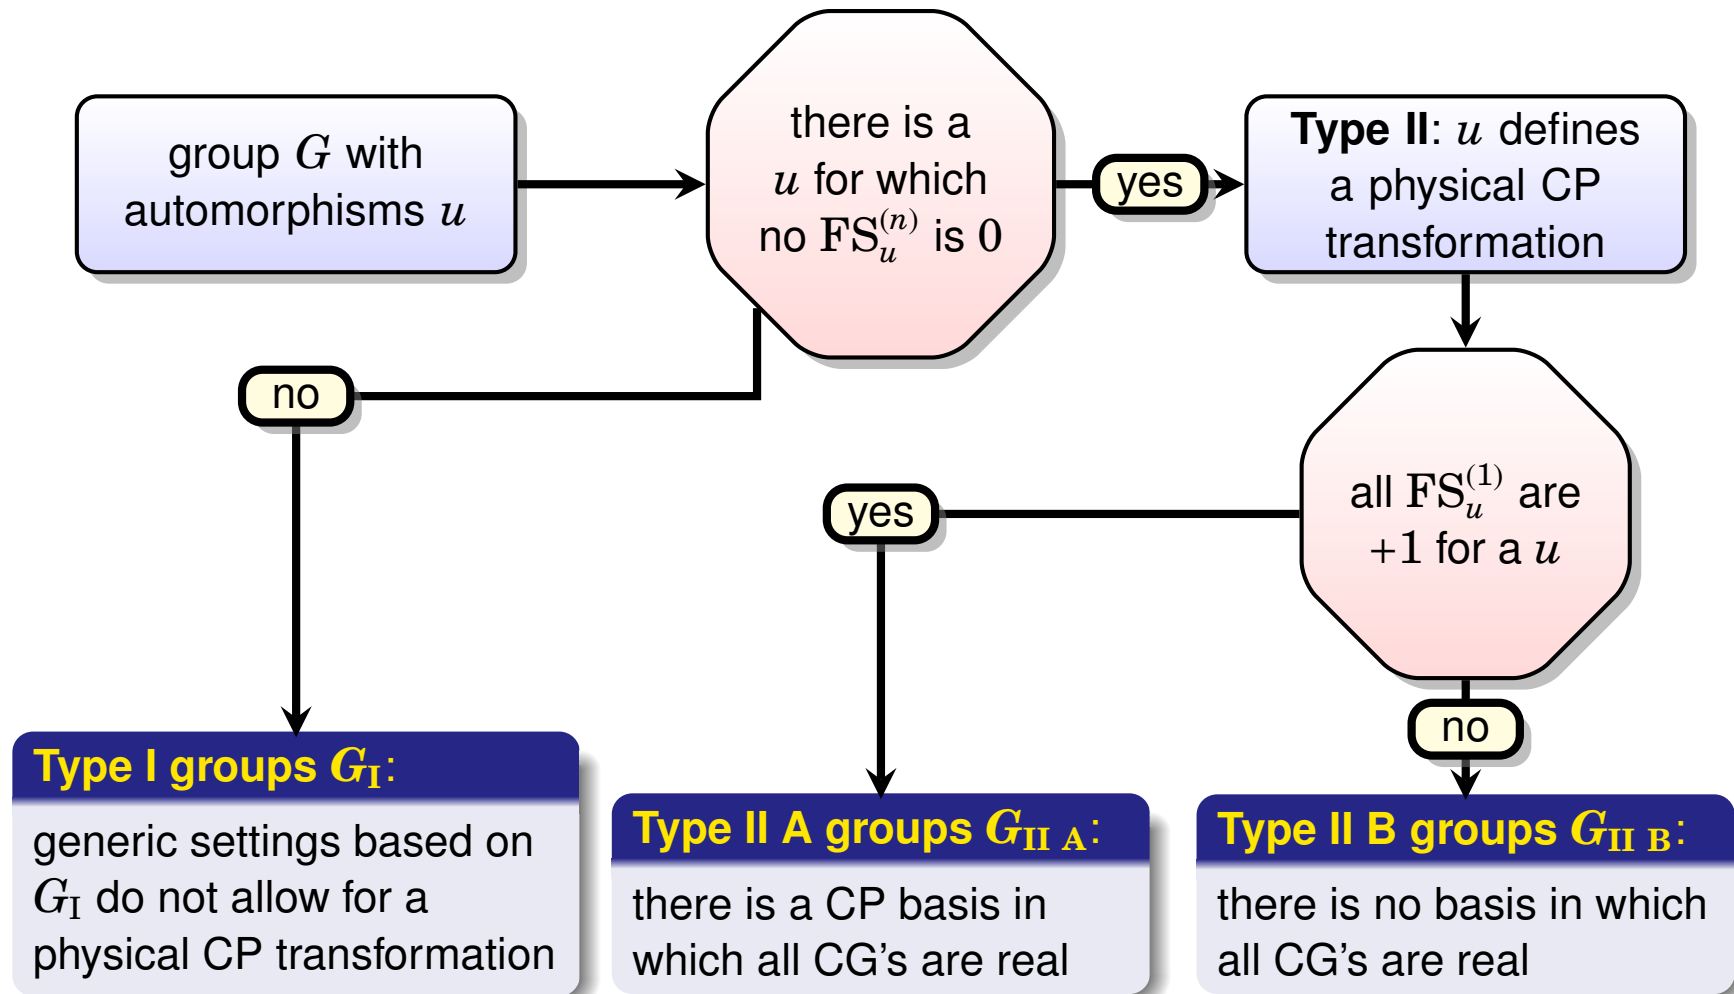 group G with
automorphisms u
there is a
u for which
no FS_u^(n) is 0
yes
Type II: u defines
a physical CP
transformation
no
yes
all FS_u^(1) are
+1 for a u
no
Type I groups G_I:
generic settings based on
G_I do not allow for a
physical CP transformation
Type II A groups G_II A:
there is a CP basis in
which all CG's are real
Type II B groups G_II B:
there is no basis in which
all CG's are real